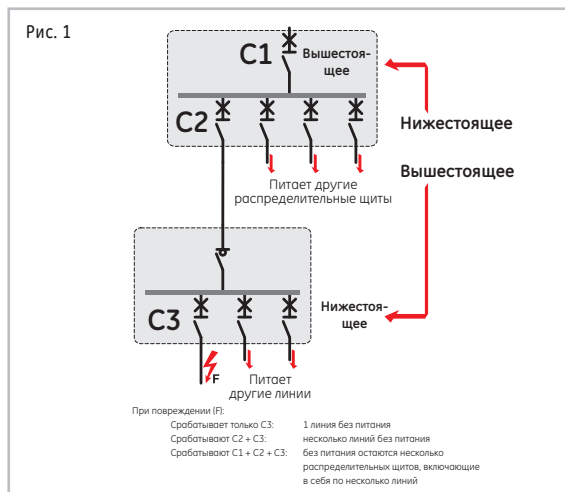 Рис. 1
C1
Вышестоя-
щее
C2
Нижестоящее
Вышестоящее
Питает другие
распределительные щиты
C3
Нижестоя-
щее
F
Питает
другие линии
При повреждении (F):
Срабатывает только C3: 1 линия без питания
Срабатывают C2 + C3: несколько линий без питания
Срабатывают C1 + C2 + C3: без питания остаются несколько
распределительных щитов, включающие
в себя по несколько линий